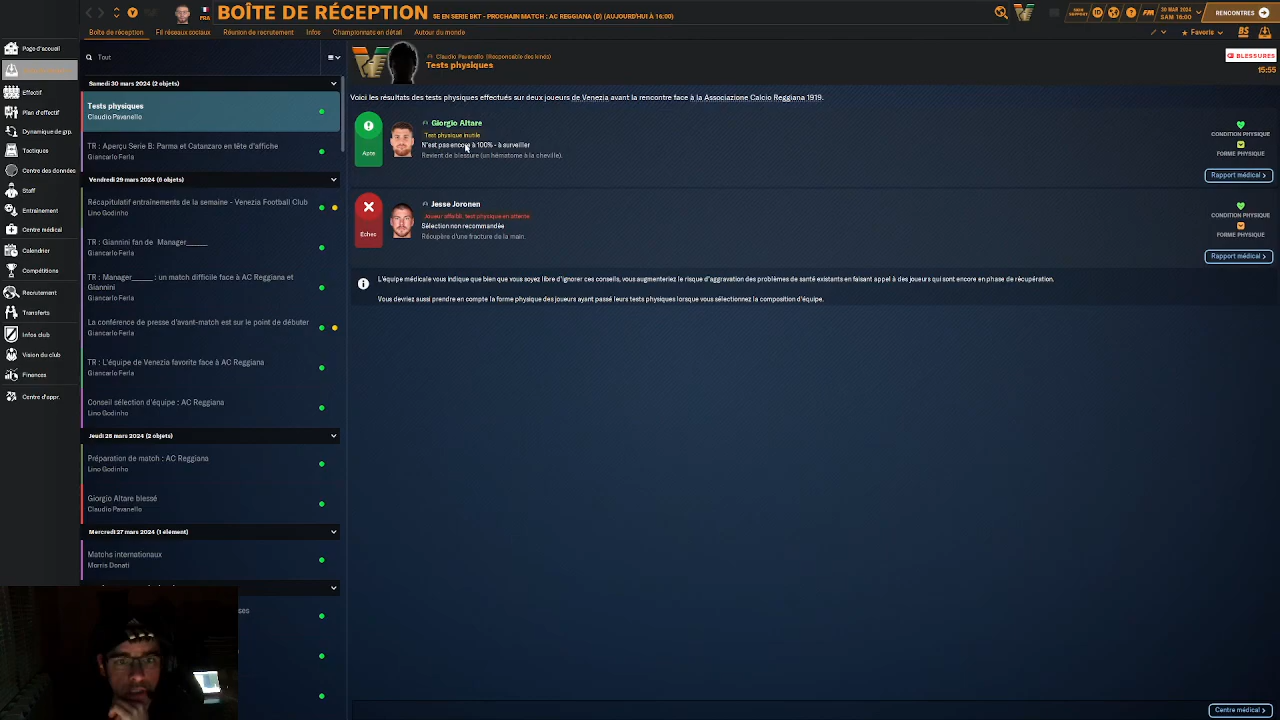 BOÎTE DE RÉCEPTION
5E EN SERIE BKT - PROCHAIN MATCH : AC REGGIANA (D) (AUJOURD'HUI À 16:00)
FRA
30 MAR 2024
SAM 16:00
RENCONTRES
Boîte de réception
Fil réseaux sociaux
Réunion de recrutement
Infos
Championnats en détail
Autour du monde
Favoris
BS
Page d'accueil
Effectif
Plan d'effectif
Dynamique de grp.
Tactiques
Centre des données
Staff
Entraînement
Centre médical
Calendrier
Compétitions
Recrutement
Transferts
Infos club
Vision du club
Finances
Centre d'appr.
Tout
Samedi 30 mars 2024 (2 objets)
Tests physiques
Claudio Pavanello
TR : Aperçu Serie B: Parma et Catanzaro en tête d'affiche
Giancarlo Ferla
Vendredi 29 mars 2024 (6 objets)
Récapitulatif entraînements de la semaine - Venezia Football Club
Lino Godinho
TR : Giannini fan de Manager_____
Giancarlo Ferla
TR : Manager_____ : un match difficile face à AC Reggiana et
Giannini
Giancarlo Ferla
La conférence de presse d'avant-match est sur le point de débuter
Giancarlo Ferla
TR : L'équipe de Venezia favorite face à AC Reggiana
Giancarlo Ferla
Conseil sélection d'équipe : AC Reggiana
Lino Godinho
Jeudi 28 mars 2024 (2 objets)
Préparation de match : AC Reggiana
Lino Godinho
Giorgio Altare blessé
Claudio Pavanello
Mercredi 27 mars 2024 (1 élément)
Matchs internationaux
Morris Donati
Claudio Pavanello (Responsable des kinés)
Tests physiques
BLESSURES
15:55
Voici les résultats des tests physiques effectués sur deux joueurs de Venezia avant la rencontre face à la Associazione Calcio Reggiana 1919.
Apte
Giorgio Altare
Test physique inutile
N'est pas encore à 100% - à surveiller
Revient de blessure (un hématome à la cheville).
CONDITION PHYSIQUE
FORME PHYSIQUE
Rapport médical
Échec
Jesse Joronen
Joueur affaibli : test physique en attente
Sélection non recommandée
Récupère d'une fracture de la main.
CONDITION PHYSIQUE
FORME PHYSIQUE
Rapport médical
L'équipe médicale vous indique que bien que vous soyez libre d'ignorer ces conseils, vous augmenteriez le risque d'aggravation des problèmes de santé existants en faisant appel à des joueurs qui sont encore en phase de récupération.
Vous devriez aussi prendre en compte la forme physique des joueurs ayant passé leurs tests physiques lorsque vous sélectionnez la composition d'équipe.
Centre médical